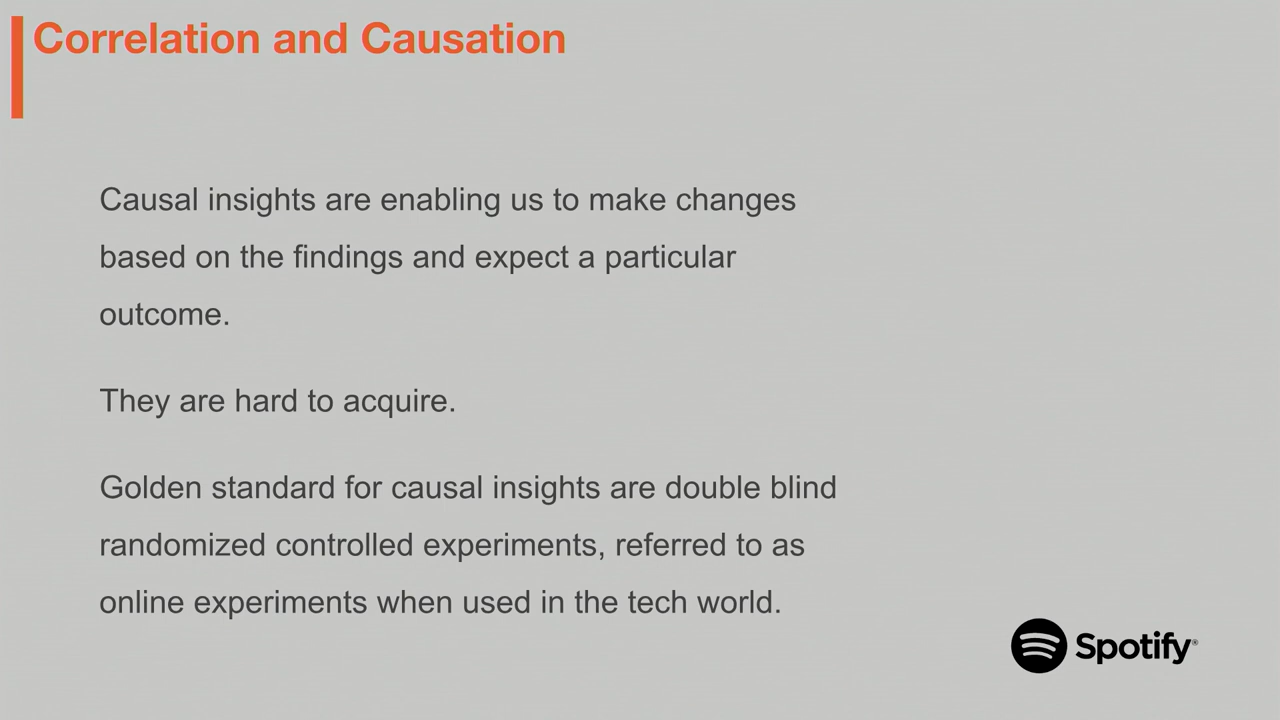 Correlation and Causation
Causal insights are enabling us to make changes
based on the findings and expect a particular
outcome.
They are hard to acquire.
Golden standard for causal insights are double blind
randomized controlled experiments, referred to as
online experiments when used in the tech world.
Spotify®